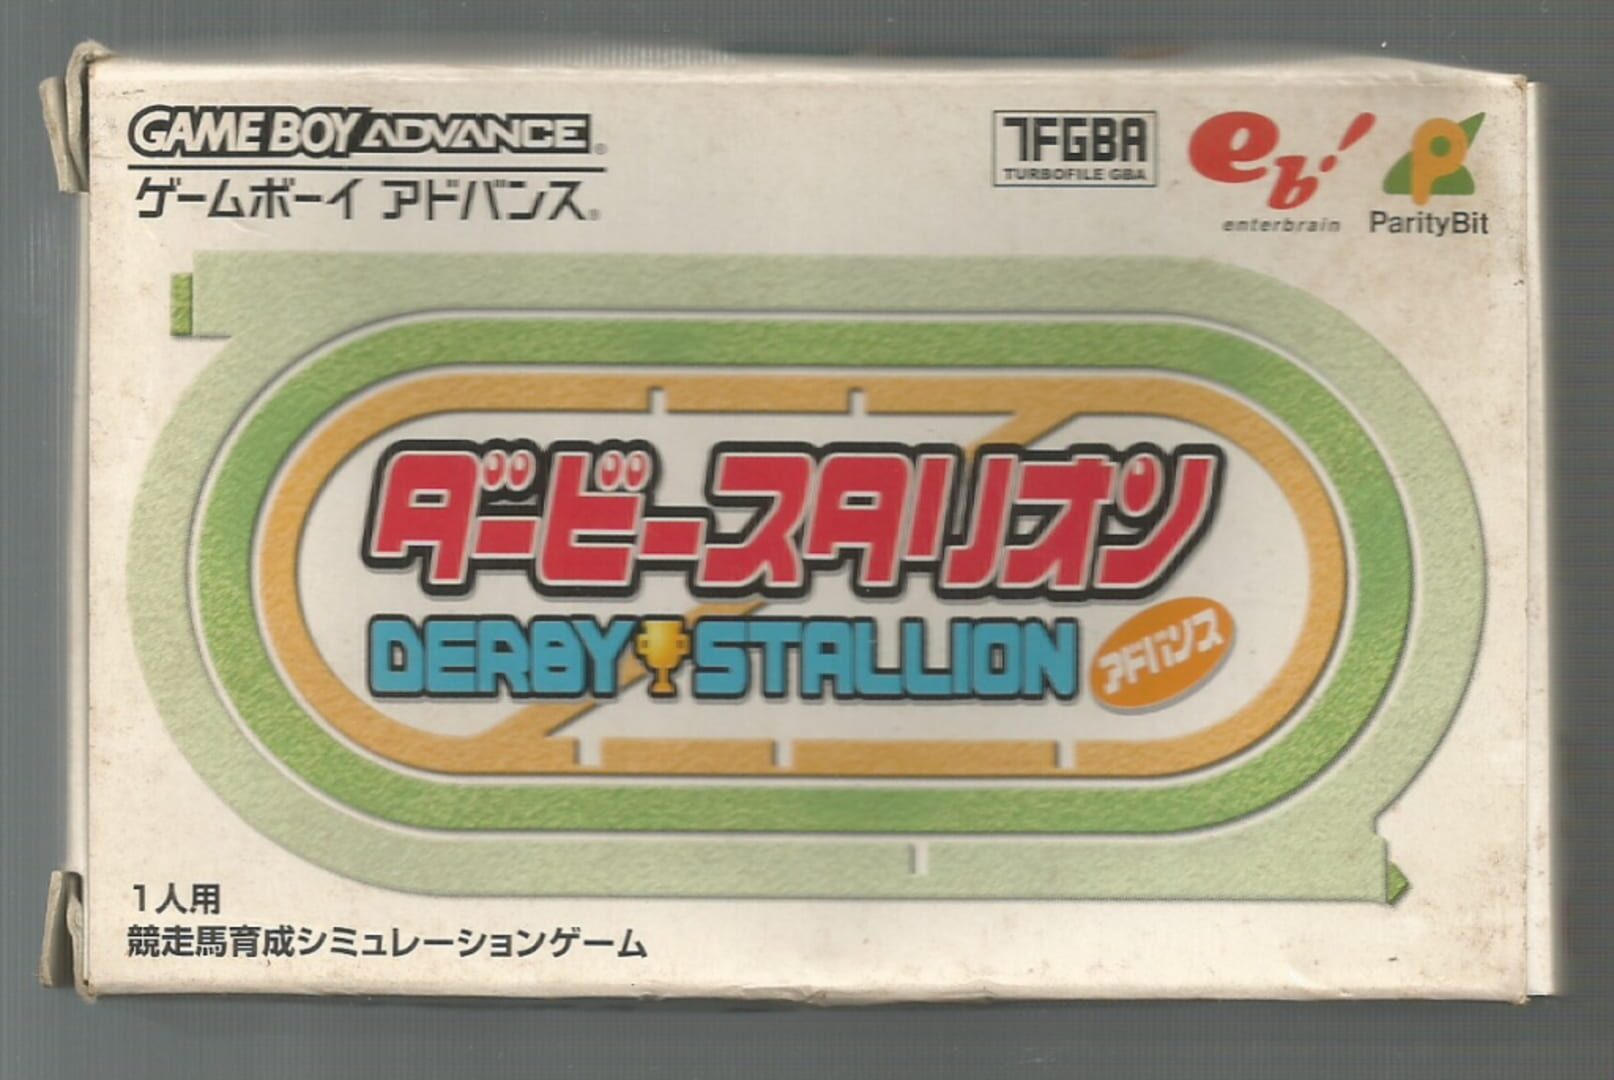 GAME BOY ADVANCE®
ゲームボーイ アドバンス®
TFGBA
TURBOFILE GBA
eb!
enterbrain
P
ParityBit
ダービースタリオン
DERBY STALLION
アドバンス
1人用
競走馬育成シミュレーションゲーム